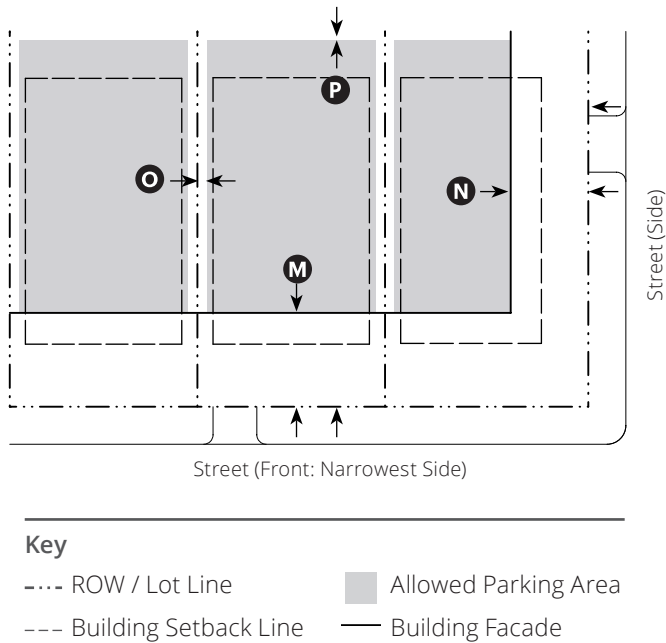 P
O
N
M
Street (Side)
Street (Front: Narrowest Side)
Key
ROW / Lot Line
Allowed Parking Area
Building Setback Line
Building Facade